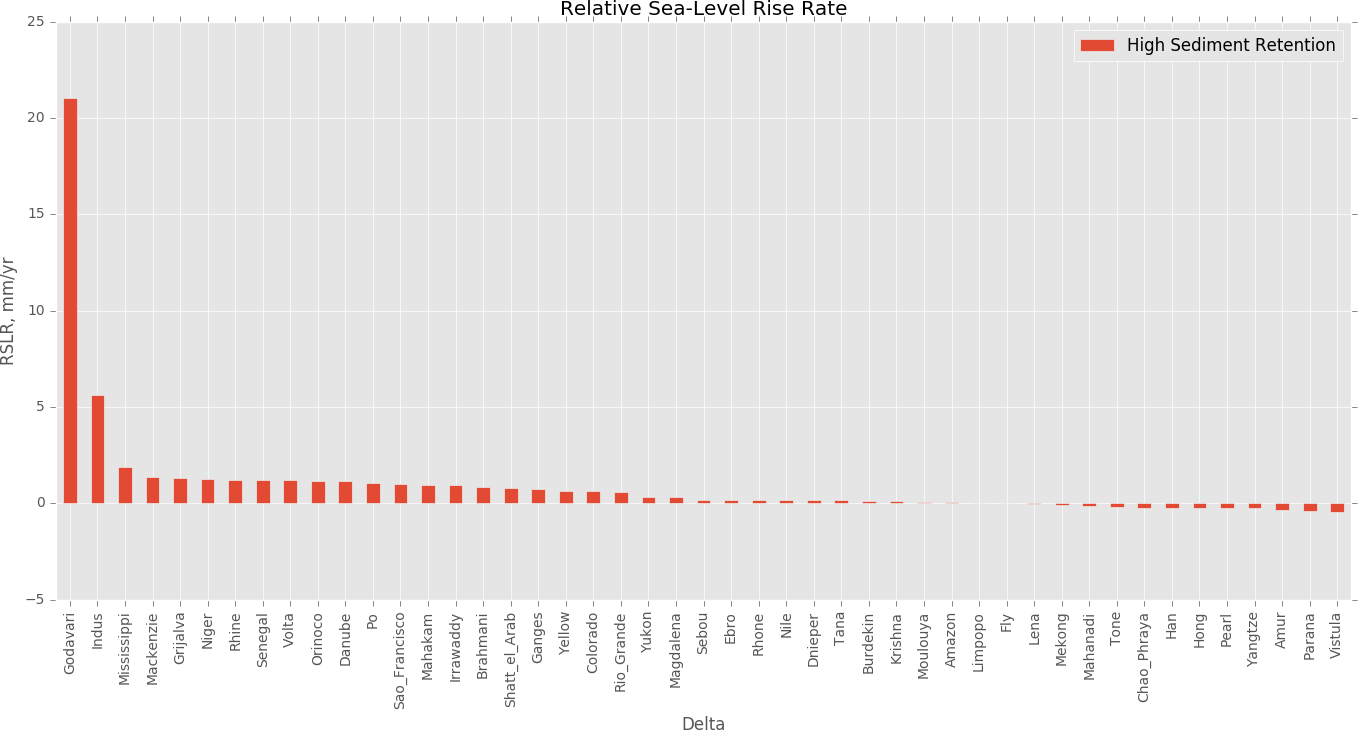 Relative Sea-Level Rise Rate
High Sediment Retention
RSLR, mm/yr
25
20
15
10
5
0
−5
Godavari
Indus
Mississippi
Mackenzie
Grijalva
Niger
Rhine
Senegal
Volta
Orinoco
Danube
Po
Sao_Francisco
Mahakam
Irrawaddy
Brahmani
Shatt_el_Arab
Ganges
Yellow
Colorado
Rio_Grande
Yukon
Magdalena
Sebou
Ebro
Rhone
Nile
Dnieper
Tana
Burdekin
Krishna
Moulouya
Amazon
Limpopo
Fly
Lena
Mekong
Mahanadi
Tone
Chao_Phraya
Han
Hong
Pearl
Yangtze
Amur
Parana
Vistula
Delta